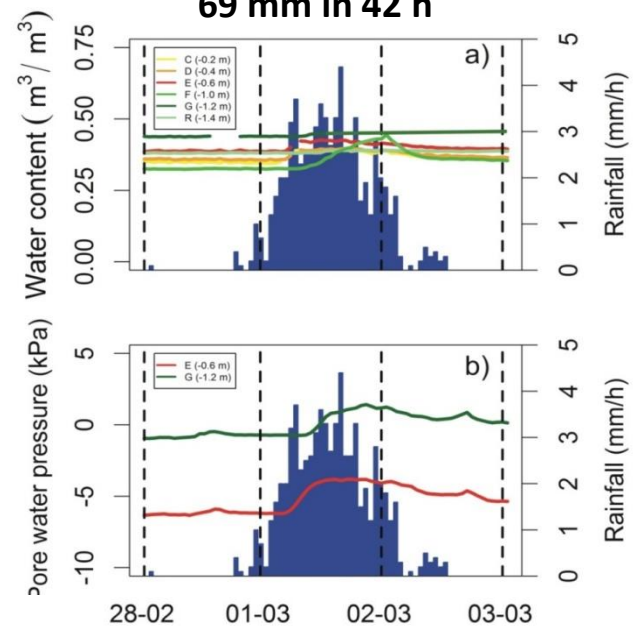 69 mm in 42 h
a)
C (-0.2 m)
D (-0.4 m)
E (-0.6 m)
F (-1.0 m)
G (-1.2 m)
R (-1.4 m)
Water content ( m³ / m³)
0.75
0.50
0.25
0.00
5
4
3
2
1
0
Rainfall (mm/h)
b)
E (-0.6 m)
G (-1.2 m)
Pore water pressure (kPa)
5
0
-5
-10
5
4
3
2
1
0
Rainfall (mm/h)
28-02 01-03 02-03 03-03